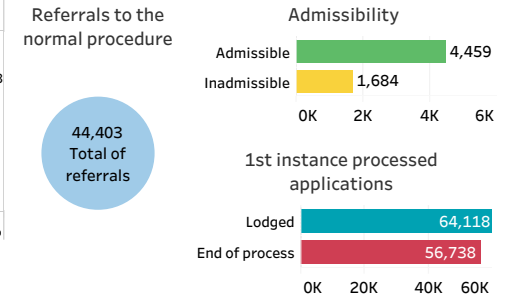 Referrals to the
normal procedure
44,403
Total of
referrals
Admissibility
Admissible 4,459
Inadmissible 1,684
0K 2K 4K 6K
1st instance processed
applications
Lodged 64,118
End of process 56,738
0K 20K 40K 60K